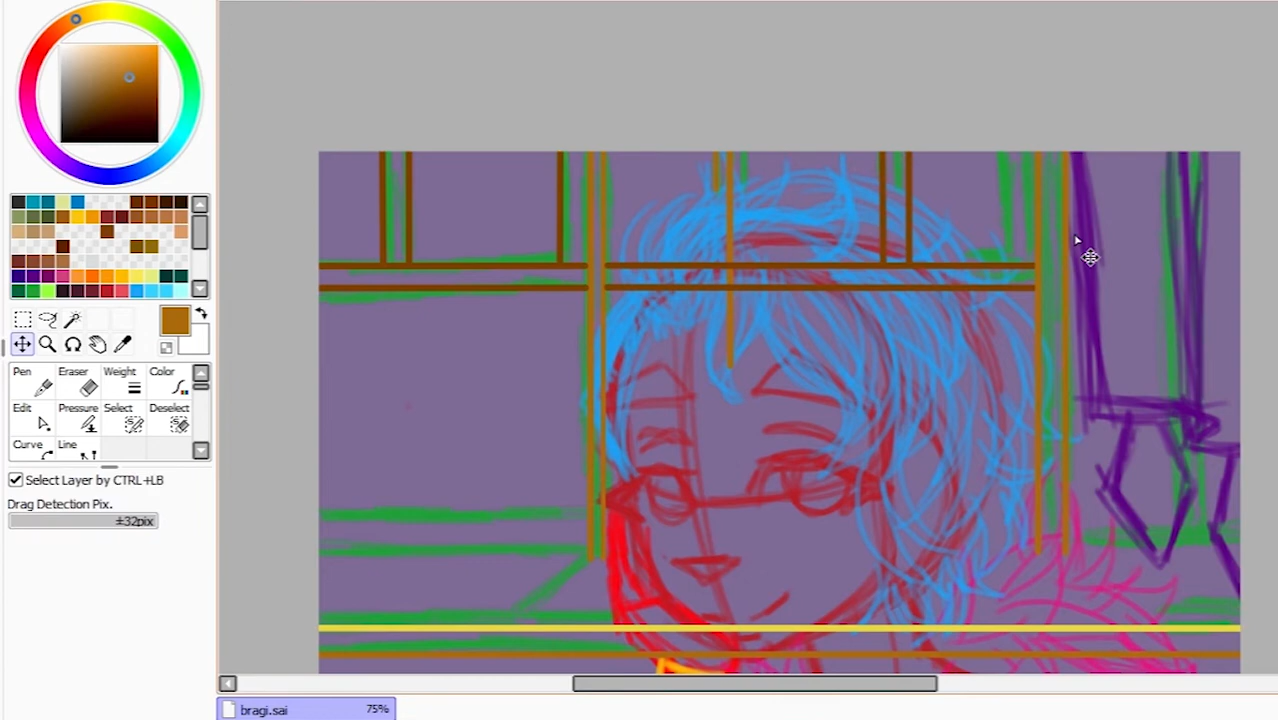 Pen Eraser Weight Color
Edit Pressure Select Deselect
Curve Line
Select Layer by CTRL+LB
Drag Detection Pix.
±32pix
bragi.sai 75%